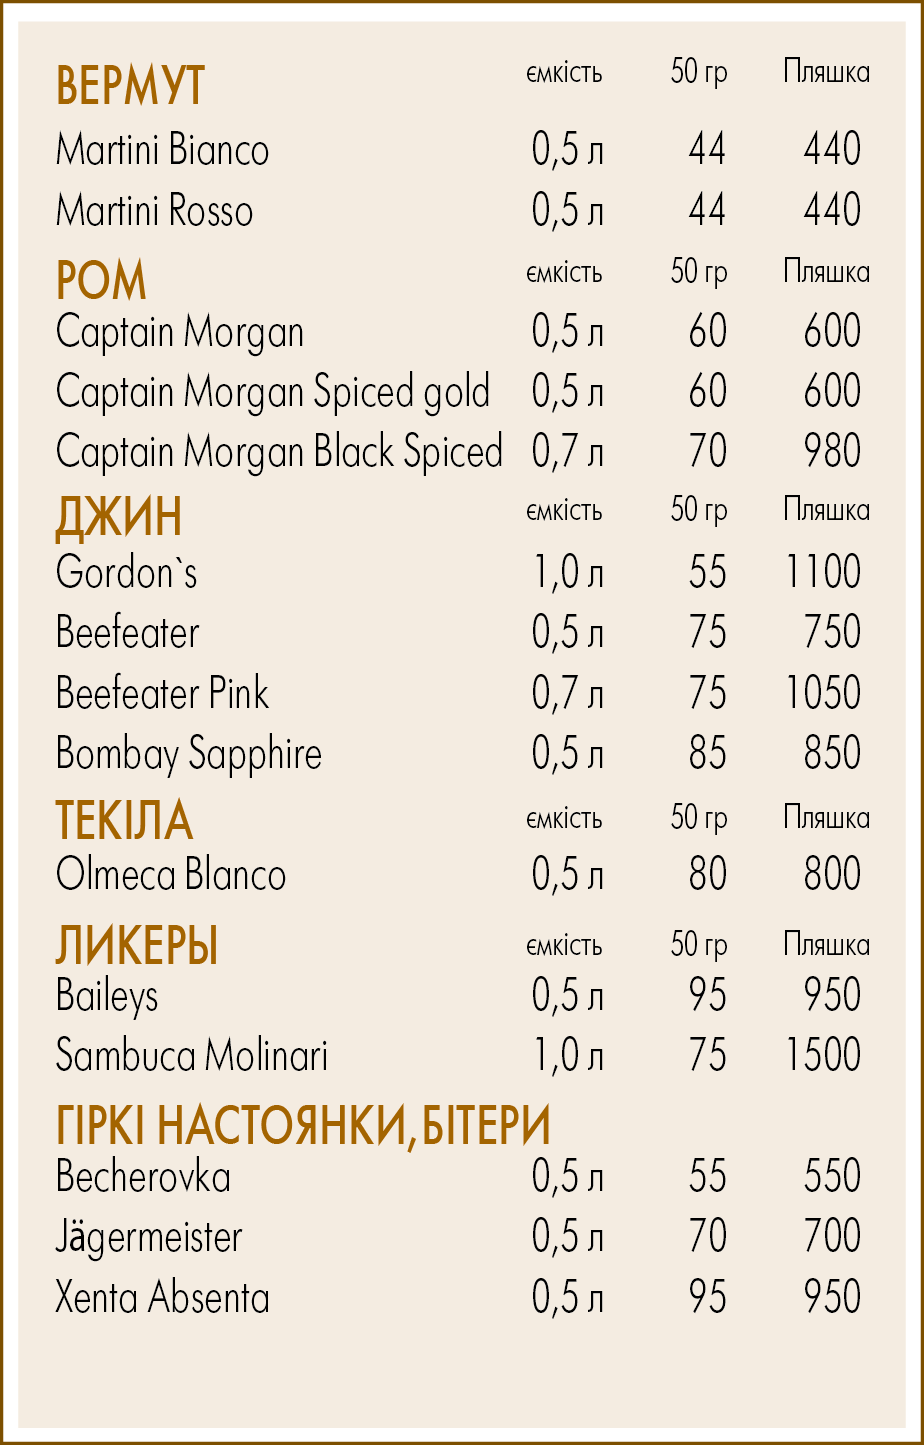 ВЕРМУТ ємкість 50 гр Пляшка
Martini Bianco 0,5 л 44 440
Martini Rosso 0,5 л 44 440
РОМ ємкість 50 гр Пляшка
Captain Morgan 0,5 л 60 600
Captain Morgan Spiced gold 0,5 л 60 600
Captain Morgan Black Spiced 0,7 л 70 980
ДЖИН ємкість 50 гр Пляшка
Gordon`s 1,0 л 55 1100
Beefeater 0,5 л 75 750
Beefeater Pink 0,7 л 75 1050
Bombay Sapphire 0,5 л 85 850
ТЕКІЛА ємкість 50 гр Пляшка
Olmeca Blanco 0,5 л 80 800
ЛИКЕРЫ ємкість 50 гр Пляшка
Baileys 0,5 л 95 950
Sambuca Molinari 1,0 л 75 1500
ГІРКІ НАСТОЯНКИ,БІТЕРИ
Becherovka 0,5 л 55 550
Jägermeister 0,5 л 70 700
Xenta Absenta 0,5 л 95 950